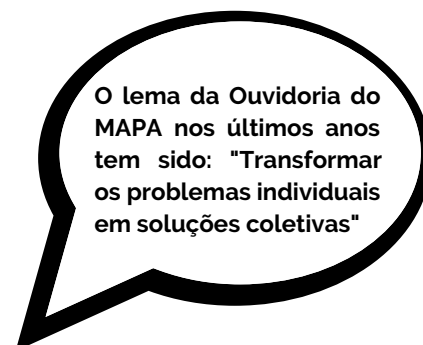 O lema da Ouvidoria do
MAPA nos últimos anos
tem sido: "Transformar
os problemas individuais
em soluções coletivas"